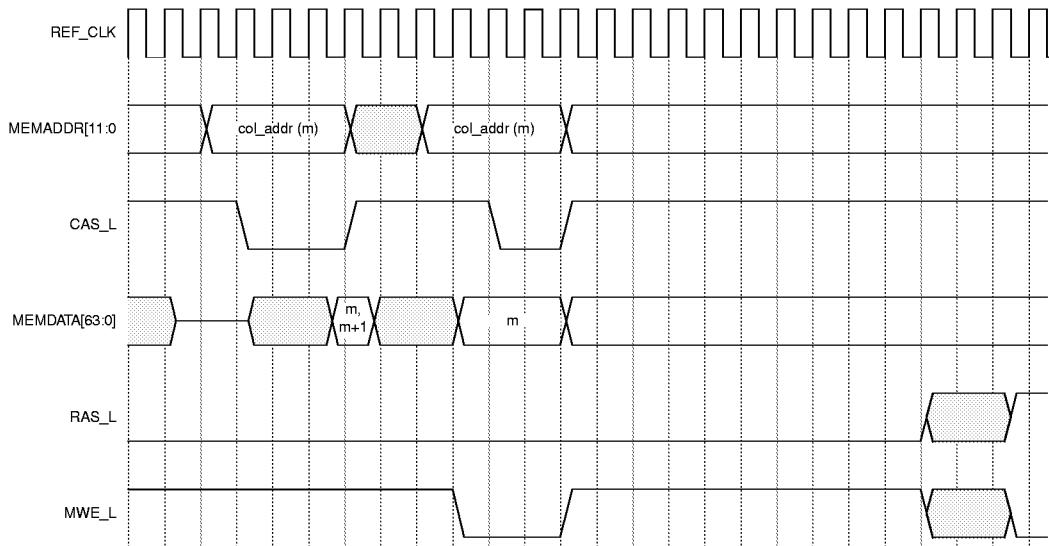 REF_CLK
MEMADDR[11:0
col_addr (m)
col_addr (m)
CAS_L
MEMDATA[63:0]
m,
m+1
m
RAS_L
MWE_L